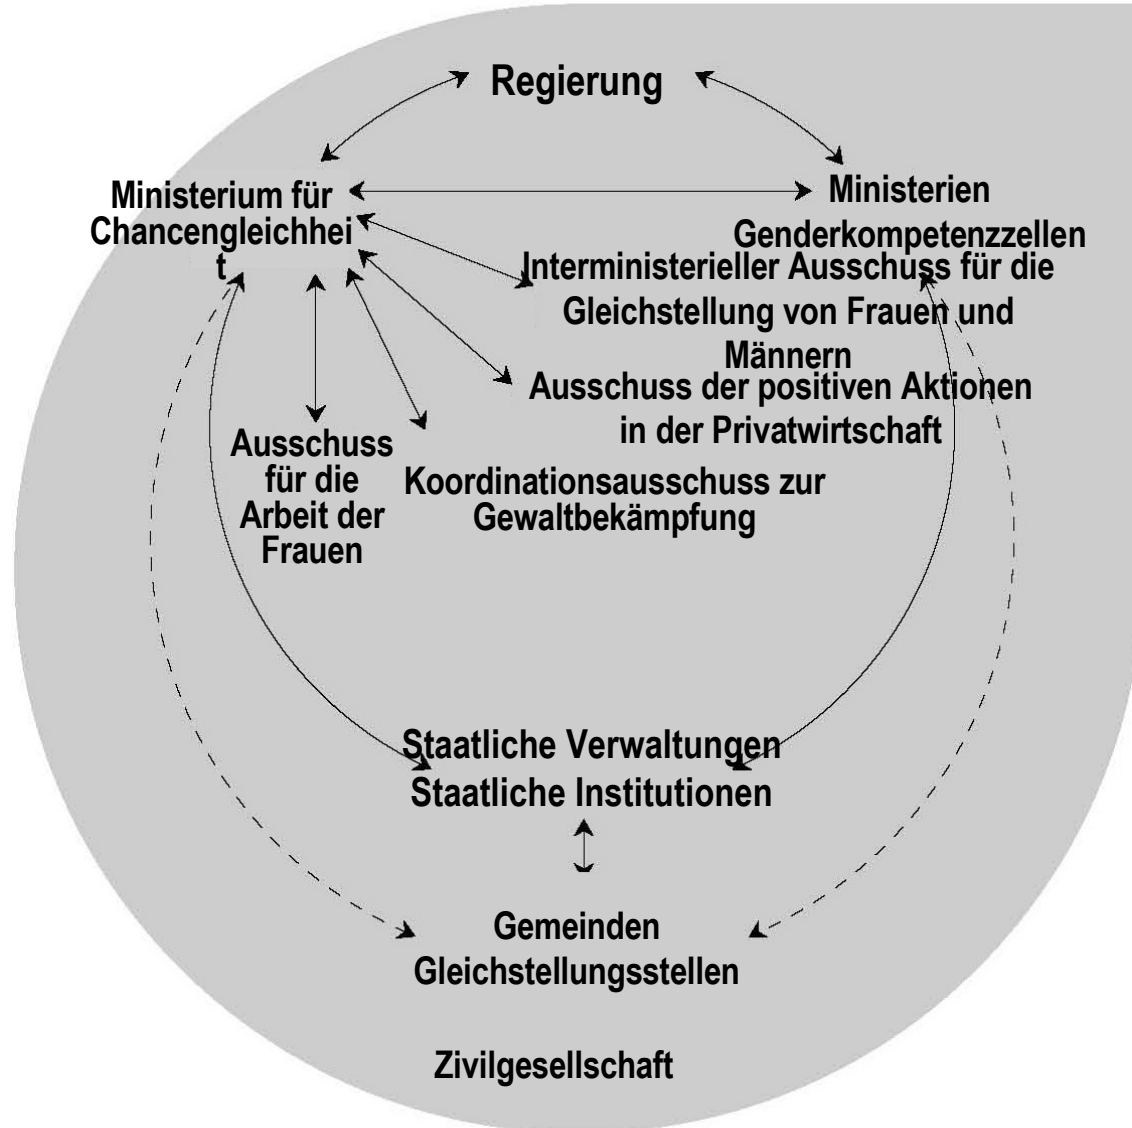 Regierung
Ministerium für
Chancengleichhei
t
Ministerien
Genderkompetenzzellen
Interministerieller Ausschuss für die
Gleichstellung von Frauen und
Männern
Ausschuss der positiven Aktionen
in der Privatwirtschaft
Ausschuss
für die
Arbeit der
Frauen
Koordinationsausschuss zur
Gewaltbekämpfung
Staatliche Verwaltungen
Staatliche Institutionen
Gemeinden
Gleichstellungsstellen
Zivilgesellschaft